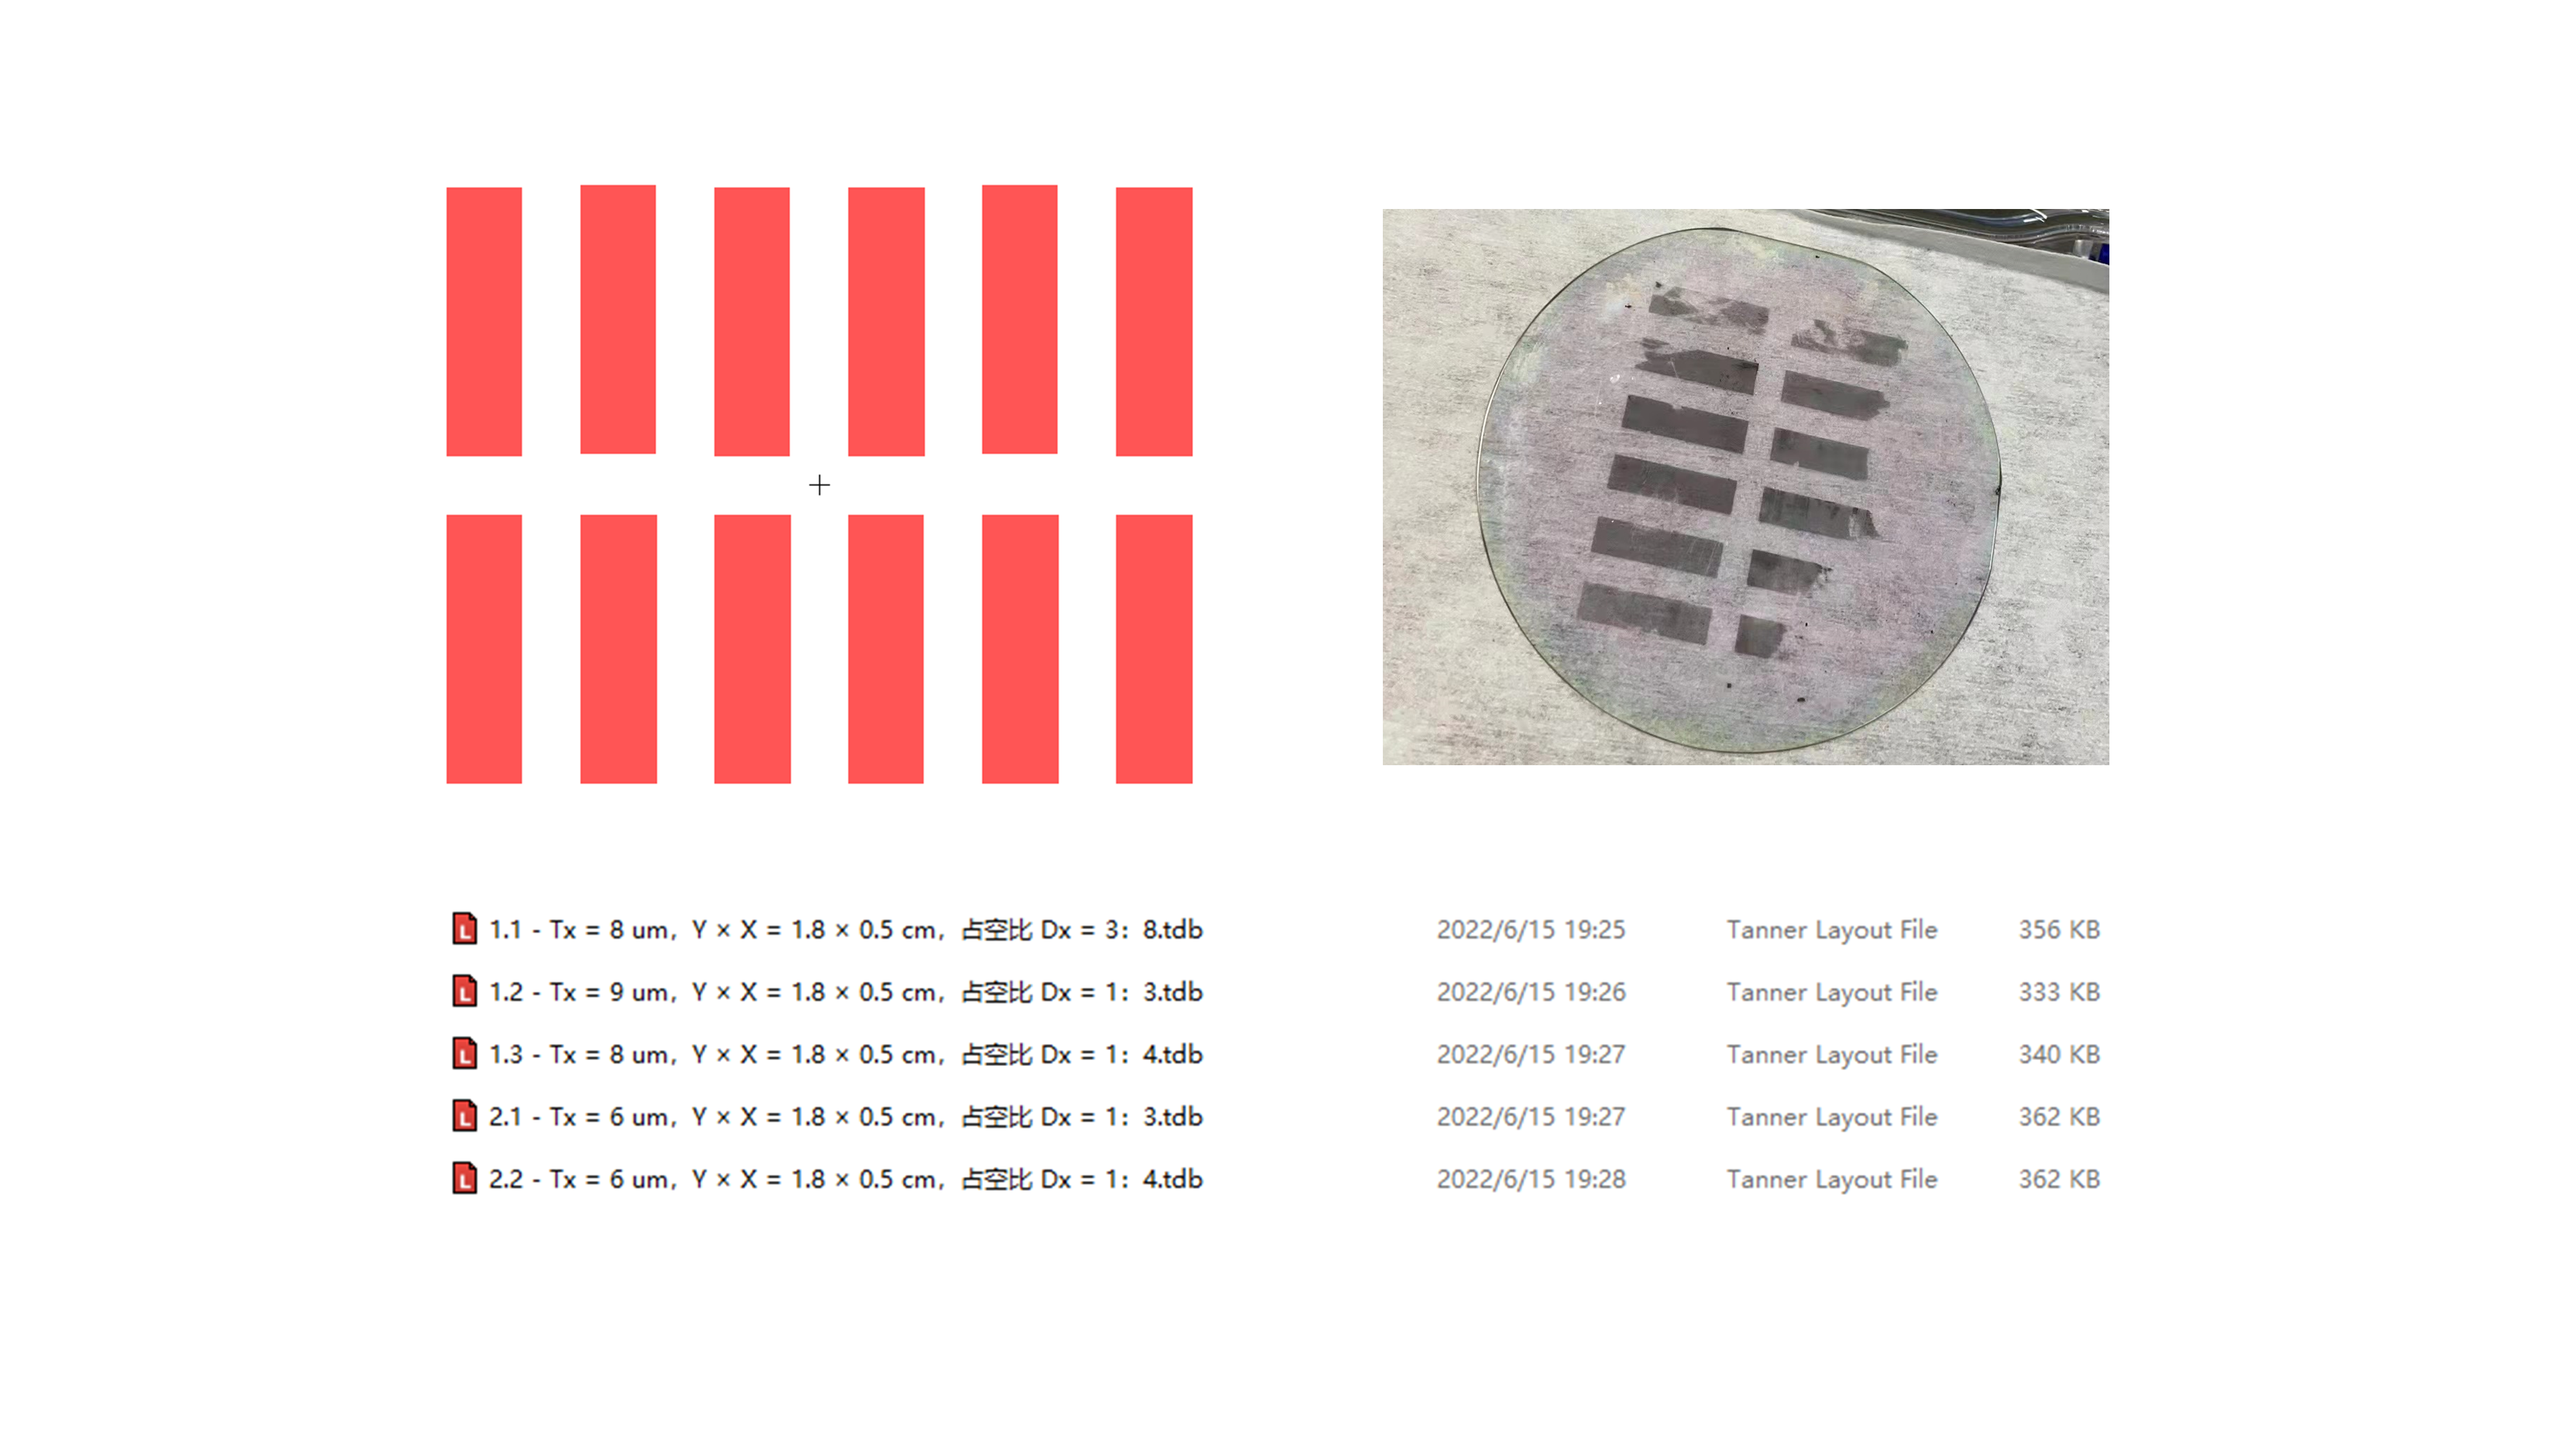 1.1 - Tx = 8 um，Y × X = 1.8 × 0.5 cm，占空比 Dx = 3：8.tdb 2022/6/15 19:25 Tanner Layout File 356 KB
1.2 - Tx = 9 um，Y × X = 1.8 × 0.5 cm，占空比 Dx = 1：3.tdb 2022/6/15 19:26 Tanner Layout File 333 KB
1.3 - Tx = 8 um，Y × X = 1.8 × 0.5 cm，占空比 Dx = 1：4.tdb 2022/6/15 19:27 Tanner Layout File 340 KB
2.1 - Tx = 6 um，Y × X = 1.8 × 0.5 cm，占空比 Dx = 1：3.tdb 2022/6/15 19:27 Tanner Layout File 362 KB
2.2 - Tx = 6 um，Y × X = 1.8 × 0.5 cm，占空比 Dx = 1：4.tdb 2022/6/15 19:28 Tanner Layout File 362 KB